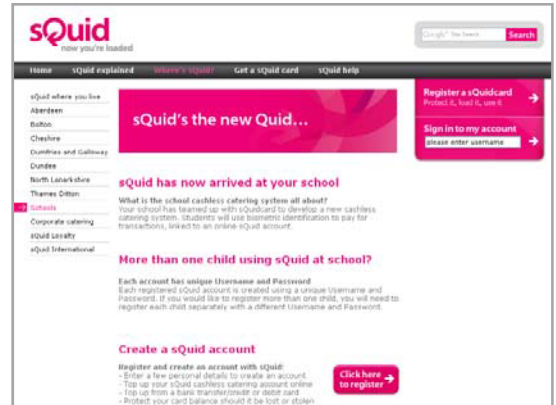 sQuid
now you're loaded
Google™ Site Search
Search
Home
sQuid explained
Where's sQuid?
Get a sQuid card
sQuid help
sQuid where you live
Aberdeen
Bolton
Cheshire
Dumfries and Galloway
Dundee
North Lanarkshire
Thames Ditton
Schools
Corporate catering
sQuid Loyalty
sQuid International
sQuid's the new Quid...
Register a sQuidcard
Protect it, load it, use it
Sign in to my account
please enter username
sQuid has now arrived at your school
What is the school cashless catering system all about?
Your school has teamed up with sQuidcard to develop a new cashless
catering system. Students will use biometric identification to pay for
transactions, linked to an online sQuid account.
More than one child using sQuid at school?
Each account has unique Username and Password
Each registered sQuid account is created using a unique Username and
Password. If you would like to register more than one child, you will need to
register each child separately with a different Username and Password.
Create a sQuid account
Register and create an account with sQuid:
- Enter a few personal details to create an account
- Top up your sQuid cashless catering account online
- Top up from a bank transfer/credit or debit card
- Protect your card balance should it be lost or stolen
Click here
to register